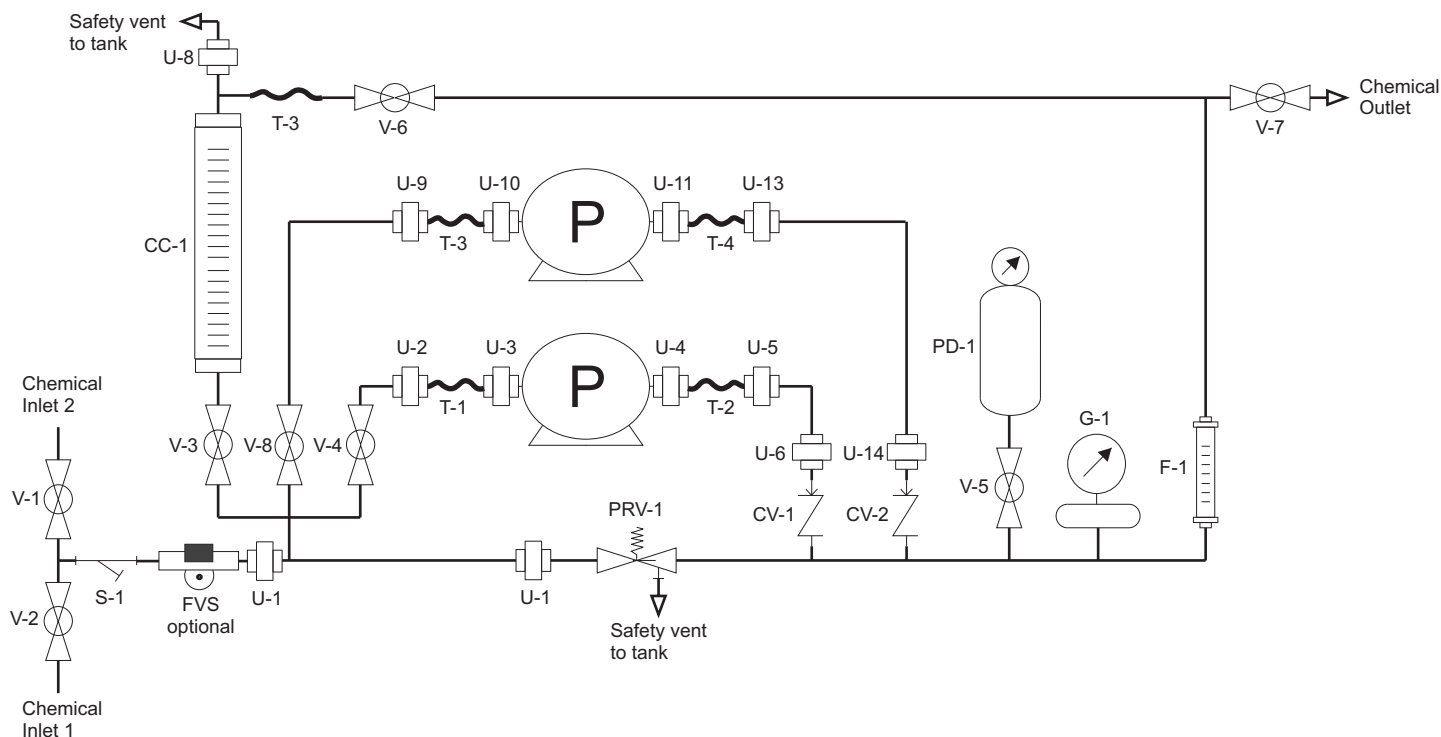 Safety vent
to tank
U-8
T-3
V-6
V-7
Chemical
Outlet
U-9
U-10
P
U-11
U-13
T-3
T-4
CC-1
U-2
U-3
P
U-4
U-5
T-1
T-2
PD-1
Chemical
Inlet 2
V-3
V-8
V-4
U-6
U-14
G-1
F-1
V-1
PRV-1
CV-1
CV-2
V-5
S-1
FVS
optional
U-1
U-1
V-2
Safety vent
to tank
Chemical
Inlet 1